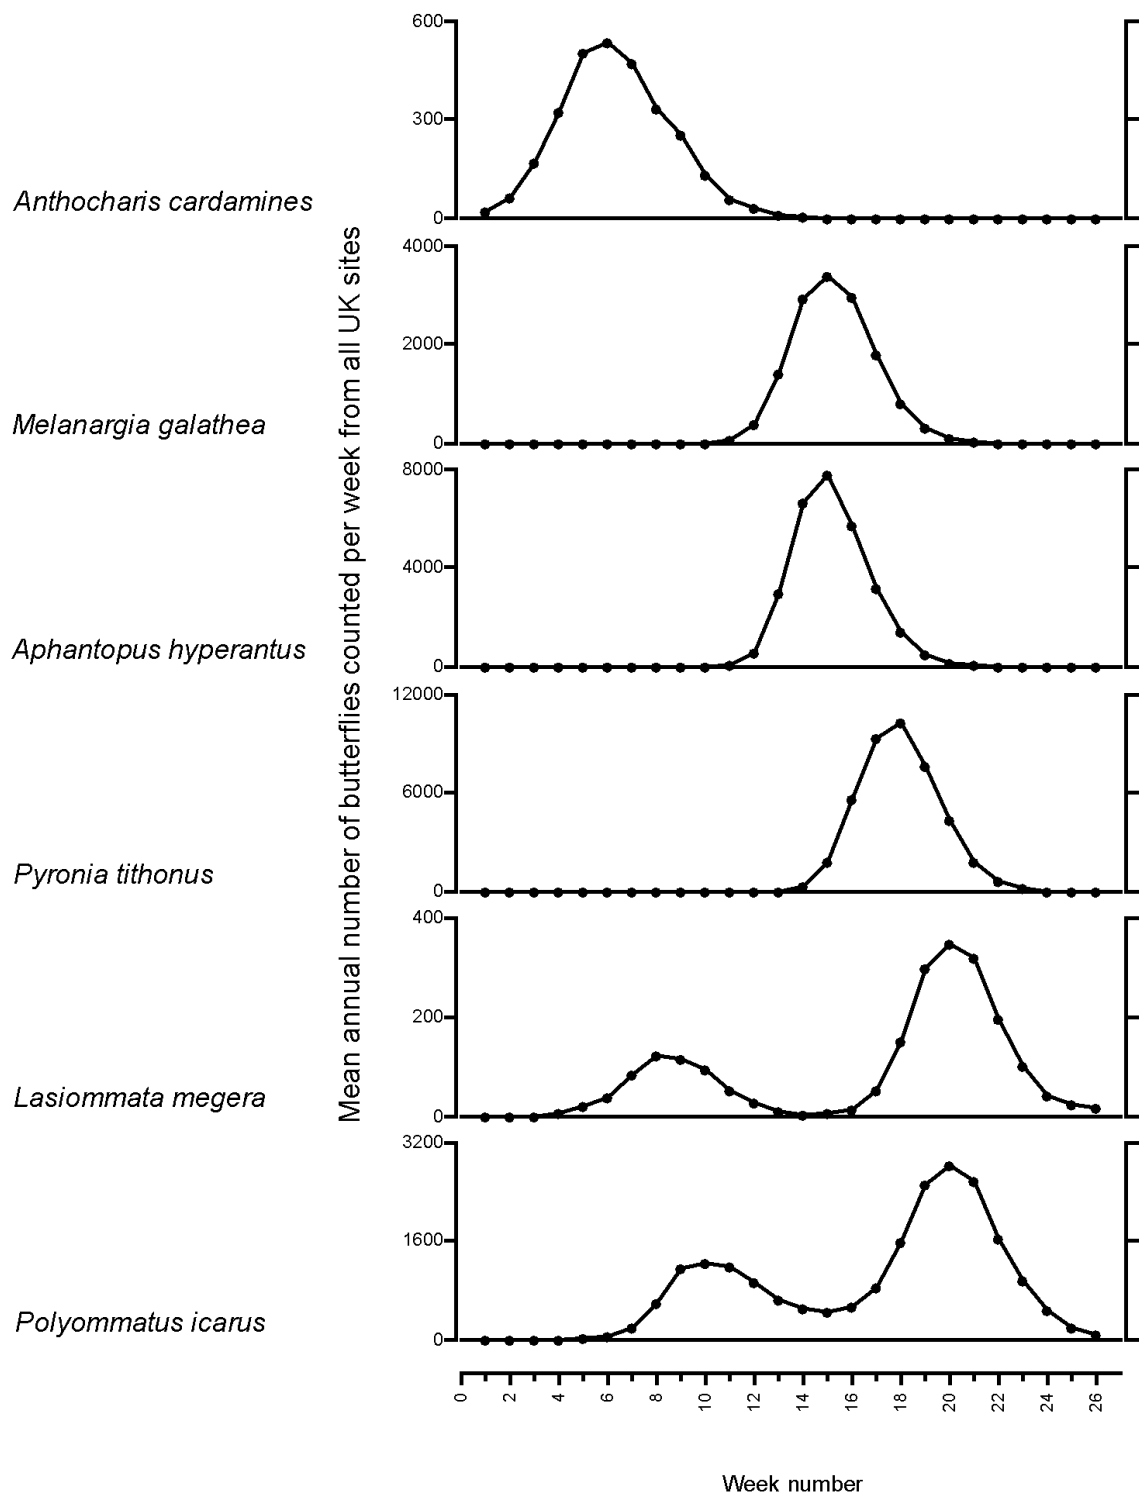 600
300
0
Anthocharis cardamines
4000
2000
0
Melanargia galathea
8000
4000
0
Aphantopus hyperantus
12000
6000
0
Pyronia tithonus
400
200
0
Lasiommata megera
3200
1600
0
Polyommatus icarus
Mean annual number of butterflies counted per week from all UK sites
0 2 4 6 8 10 12 14 16 18 20 22 24 26
Week number